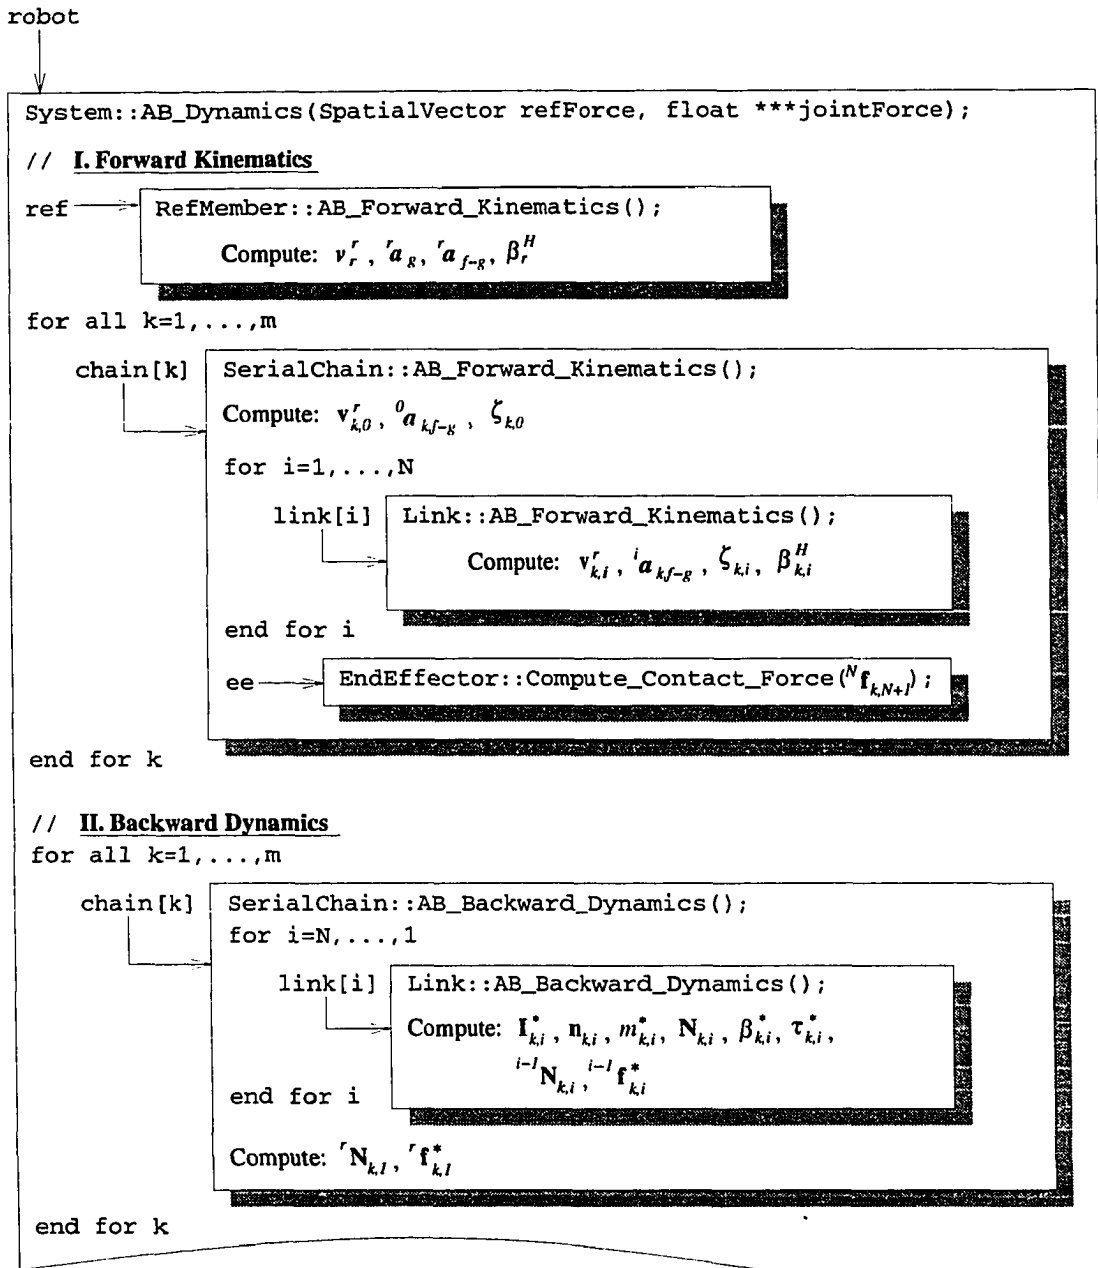 robot
System::AB_Dynamics(SpatialVector refForce, float ***jointForce);
// I. Forward Kinematics
ref RefMember::AB_Forward_Kinematics();
Compute: v_r^r , ^r a_g, ^r a_{f-g}, β_r^H
for all k=1,...,m
chain[k] SerialChain::AB_Forward_Kinematics();
Compute: v_{k,0}^r , ^0 a_{k,f-g} , ζ_{k,0}
for i=1,...,N
link[i] Link::AB_Forward_Kinematics();
Compute: v_{k,i}^r , ^i a_{k,f-g} , ζ_{k,i}, β_{k,i}^H
end for i
ee EndEffector::Compute_Contact_Force(^N f_{k,N+1});
end for k
// II. Backward Dynamics
for all k=1,...,m
chain[k] SerialChain::AB_Backward_Dynamics();
for i=N,...,1
link[i] Link::AB_Backward_Dynamics();
Compute: I_{k,i}^* , n_{k,i} , m_{k,i}^* , N_{k,i} , β_{k,i}^* , τ_{k,i}^* ,
^{i-1} N_{k,i} , ^{i-1} f_{k,i}^*
end for i
Compute: ^r N_{k,1} , ^r f_{k,1}^*
end for k